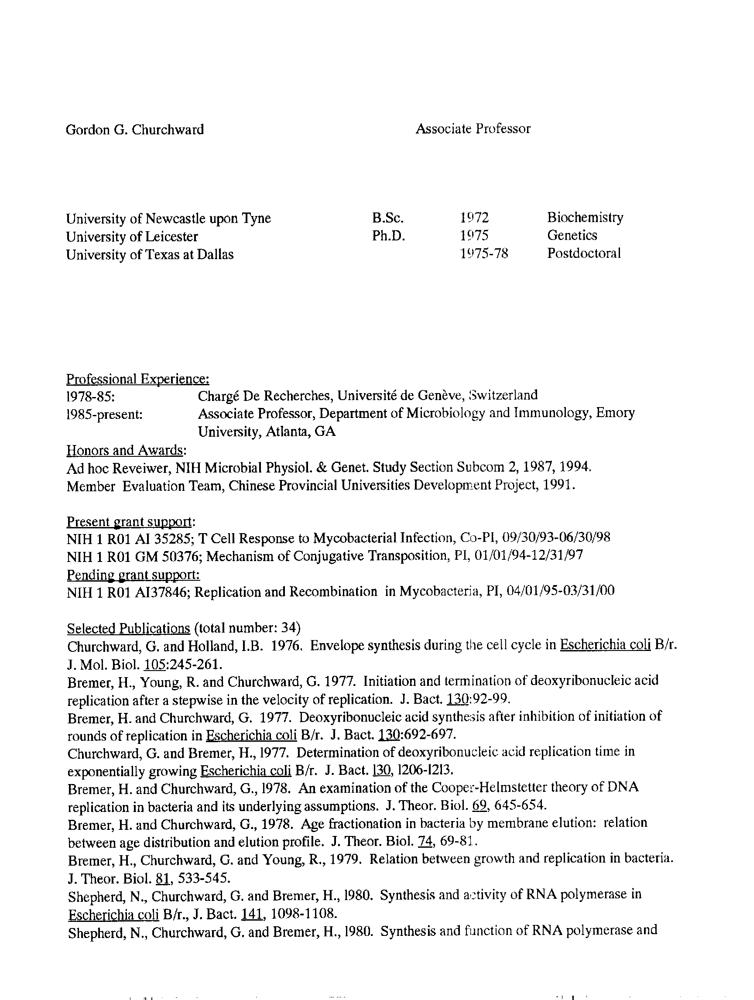 Gordon G. Churchward Associate Professor
University of Newcastle upon Tyne B.Sc. 1972 Biochemistry
University of Leicester Ph.D. 1975 Genetics
University of Texas at Dallas 1975-78 Postdoctoral
Professional Experience:
1978-85: Chargé De Recherches, Université de Genève, Switzerland
1985-present: Associate Professor, Department of Microbiology and Immunology, Emory
University, Atlanta, GA
Honors and Awards:
Ad hoc Reveiwer, NIH Microbial Physiol. & Genet. Study Section Subcom 2, 1987, 1994.
Member Evaluation Team, Chinese Provincial Universities Development Project, 1991.
Present grant support:
NIH 1 R01 AI 35285; T Cell Response to Mycobacterial Infection, Co-PI, 09/30/93-06/30/98
NIH 1 R01 GM 50376; Mechanism of Conjugative Transposition, PI, 01/01/94-12/31/97
Pending grant support:
NIH 1 R01 AI37846; Replication and Recombination in Mycobacteria, PI, 04/01/95-03/31/00
Selected Publications (total number: 34)
Churchward, G. and Holland, I.B. 1976. Envelope synthesis during the cell cycle in Escherichia coli B/r.
J. Mol. Biol. 105:245-261.
Bremer, H., Young, R. and Churchward, G. 1977. Initiation and termination of deoxyribonucleic acid
replication after a stepwise in the velocity of replication. J. Bact. 130:92-99.
Bremer, H. and Churchward, G. 1977. Deoxyribonucleic acid synthesis after inhibition of initiation of
rounds of replication in Escherichia coli B/r. J. Bact. 130:692-697.
Churchward, G. and Bremer, H., 1977. Determination of deoxyribonucleic acid replication time in
exponentially growing Escherichia coli B/r. J. Bact. 130, 1206-1213.
Bremer, H. and Churchward, G., 1978. An examination of the Cooper-Helmstetter theory of DNA
replication in bacteria and its underlying assumptions. J. Theor. Biol. 69, 645-654.
Bremer, H. and Churchward, G., 1978. Age fractionation in bacteria by membrane elution: relation
between age distribution and elution profile. J. Theor. Biol. 74, 69-81.
Bremer, H., Churchward, G. and Young, R., 1979. Relation between growth and replication in bacteria.
J. Theor. Biol. 81, 533-545.
Shepherd, N., Churchward, G. and Bremer, H., 1980. Synthesis and activity of RNA polymerase in
Escherichia coli B/r., J. Bact. 141, 1098-1108.
Shepherd, N., Churchward, G. and Bremer, H., 1980. Synthesis and function of RNA polymerase and